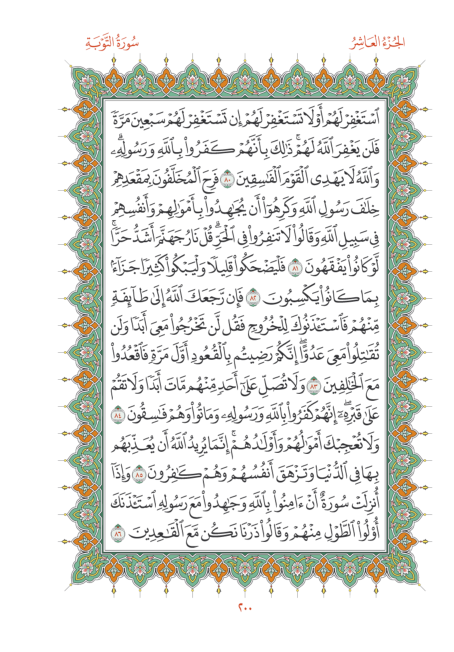 الجُزْءُ العَاشِرُ
سُورَةُ التَّوْبَةِ
ٱسْتَغْفِرْ لَهُمْ أَوْ لَا تَسْتَغْفِرْ لَهُمْ إِن تَسْتَغْفِرْ لَهُمْ سَبْعِينَ مَرَّةً
فَلَن يَغْفِرَ ٱللَّهُ لَهُمْ ذَٰلِكَ بِأَنَّهُمْ كَفَرُوا۟ بِٱللَّهِ وَرَسُولِهِۦ
وَٱللَّهُ لَا يَهْدِى ٱلْقَوْمَ ٱلْفَٰسِقِينَ ٨٠ فَرِحَ ٱلْمُخَلَّفُونَ بِمَقْعَدِهِمْ
خِلَٰفَ رَسُولِ ٱللَّهِ وَكَرِهُوٓا۟ أَن يُجَٰهِدُوا۟ بِأَمْوَٰلِهِمْ وَأَنفُسِهِمْ
فِى سَبِيلِ ٱللَّهِ وَقَالُوا۟ لَا تَنفِرُوا۟ فِى ٱلْحَرِّ قُلْ نَارُ جَهَنَّمَ أَشَدُّ حَرًّا
لَّوْ كَانُوا۟ يَفْقَهُونَ ٨١ فَلْيَضْحَكُوا۟ قَلِيلًا وَلْيَبْكُوا۟ كَثِيرًا جَزَآءًۢ
بِمَا كَانُوا۟ يَكْسِبُونَ ٨٢ فَإِن رَّجَعَكَ ٱللَّهُ إِلَىٰ طَآئِفَةٍ
مِّنْهُمْ فَٱسْتَـْٔذَنُوكَ لِلْخُرُوجِ فَقُل لَّن تَخْرُجُوا۟ مَعِىَ أَبَدًا وَلَن
تُقَٰتِلُوا۟ مَعِىَ عَدُوًّا إِنَّكُمْ رَضِيتُم بِٱلْقُعُودِ أَوَّلَ مَرَّةٍ فَٱقْعُدُوا۟
مَعَ ٱلْخَٰلِفِينَ ٨٣ وَلَا تُصَلِّ عَلَىٰٓ أَحَدٍ مِّنْهُم مَّاتَ أَبَدًا وَلَا تَقُمْ
عَلَىٰ قَبْرِهِۦٓ إِنَّهُمْ كَفَرُوا۟ بِٱللَّهِ وَرَسُولِهِۦ وَمَاتُوا۟ وَهُمْ فَٰسِقُونَ ٨٤
وَلَا تُعْجِبْكَ أَمْوَٰلُهُمْ وَأَوْلَٰدُهُمْ إِنَّمَا يُرِيدُ ٱللَّهُ أَن يُعَذِّبَهُم
بِهَا فِى ٱلدُّنْيَا وَتَزْهَقَ أَنفُسُهُمْ وَهُمْ كَٰفِرُونَ ٨٥ وَإِذَآ
أُنزِلَتْ سُورَةٌ أَنْ ءَامِنُوا۟ بِٱللَّهِ وَجَٰهِدُوا۟ مَعَ رَسُولِهِ ٱسْتَـْٔذَنَكَ
أُو۟لُوا۟ ٱلطَّوْلِ مِنْهُمْ وَقَالُوا۟ ذَرْنَا نَكُن مَّعَ ٱلْقَٰعِدِينَ ٨٦
٢٠٠